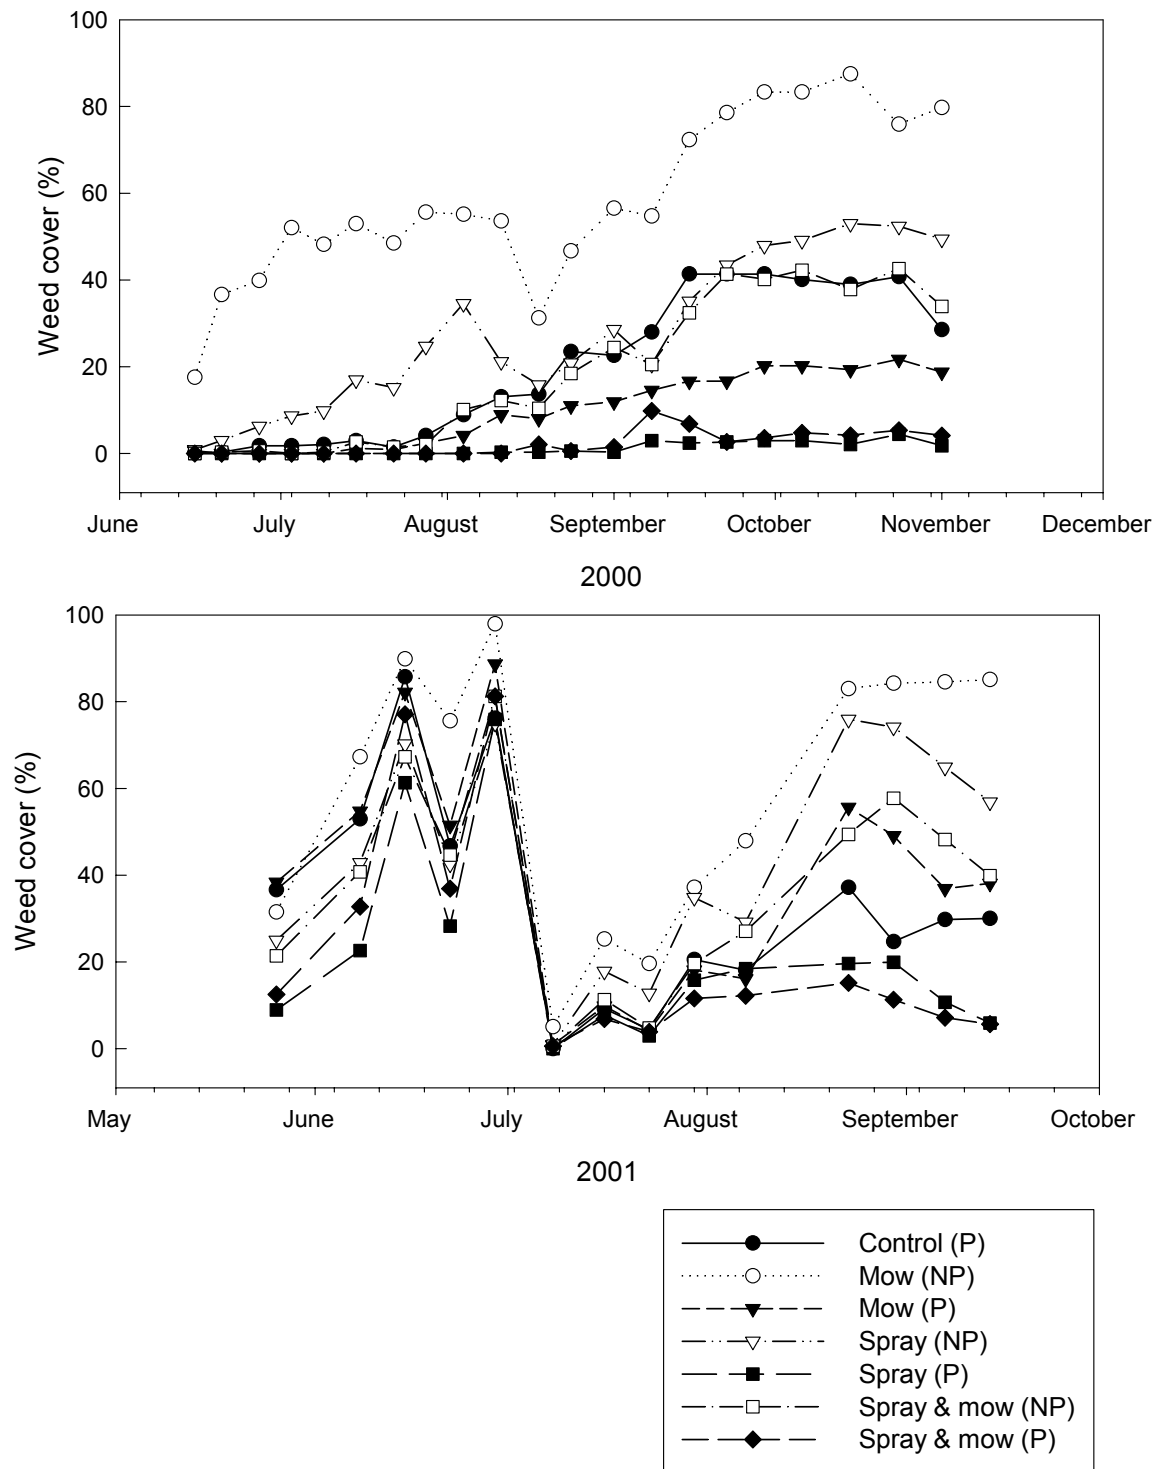 100
80
60
40
20
0
Weed cover (%)
June July August September October November December
2000
100
80
60
40
20
0
Weed cover (%)
May June July August September October
2001
Control (P)
Mow (NP)
Mow (P)
Spray (NP)
Spray (P)
Spray & mow (NP)
Spray & mow (P)